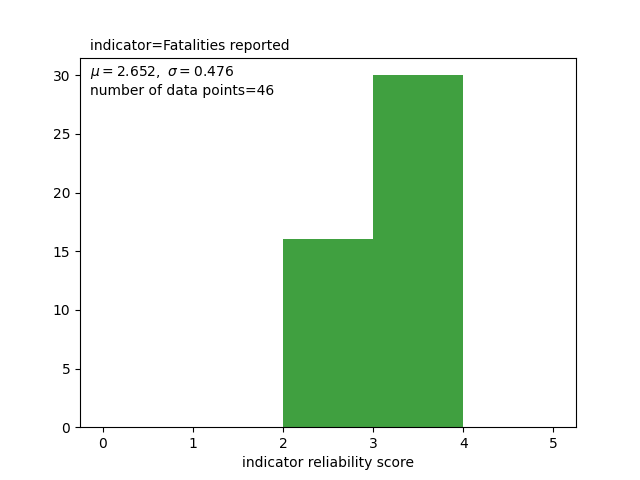 indicator=Fatalities reported
μ = 2.652, σ = 0.476
number of data points=46
30
25
20
15
10
5
0
0 1 2 3 4 5
indicator reliability score